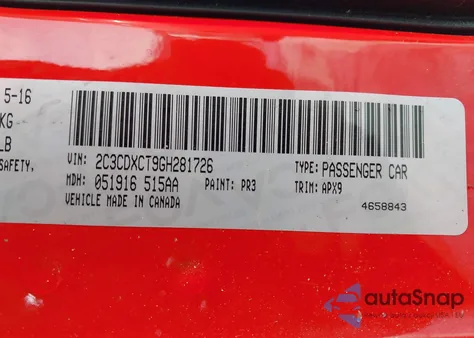 5-16
KG
LB
SAFETY,
VIN: 2C3CDXCT9GH281726
TYPE: PASSENGER CAR
MDH: 051916 515AA
PAINT: PR3
TRIM: APX9
VEHICLE MADE IN CANADA
4658843
autoSnap